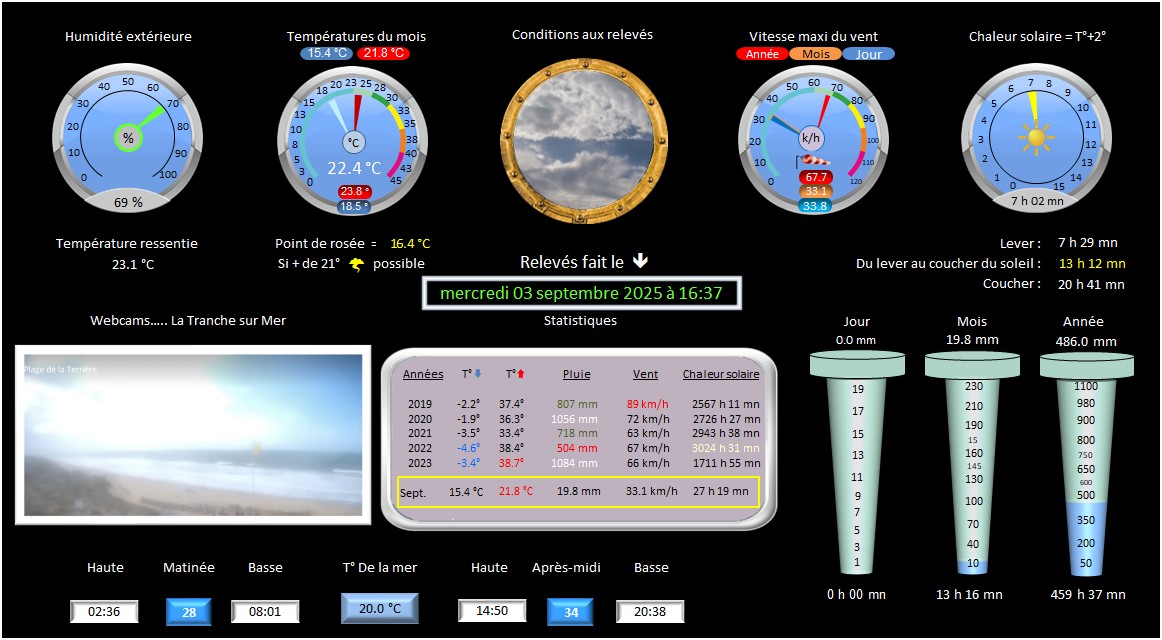 Humidité extérieure
Températures du mois
Conditions aux relevés
Vitesse maxi du vent
Chaleur solaire = T°+2°
15.4 °C 21.8 °C
Année Mois Jour
0 10 20 30 40 50 60 70 80 90 100
%
69 %
0 3 5 8 10 13 15 18 20 23 25 28 30 33 35 38 40 43 45
°C
22.4 °C
23.8 °
18.5 °
0 10 20 30 40 50 60 70 80 90 100 110 120
k/h
67.7
33.1
33.8
0 1 2 3 4 5 6 7 8 9 10 11 12 13 14 15
7 h 02 mn
Température ressentie
23.1 °C
Point de rosée = 16.4 °C
Si + de 21° possible
Relevés fait le
mercredi 03 septembre 2025 à 16:37
Lever : 7 h 29 mn
Du lever au coucher du soleil : 13 h 12 mn
Coucher : 20 h 41 mn
Webcams..... La Tranche sur Mer
Plage de la Terrière
Statistiques
Années T° T° Pluie Vent Chaleur solaire
2019 -2.2° 37.4° 807 mm 89 km/h 2567 h 11 mn
2020 -1.9° 36.3° 1056 mm 72 km/h 2726 h 27 mn
2021 -3.5° 33.4° 718 mm 63 km/h 2943 h 38 mn
2022 -4.6° 38.4° 504 mm 67 km/h 3024 h 31 mn
2023 -3.4° 38.7° 1084 mm 66 km/h 1711 h 55 mn
Sept. 15.4 °C 21.8 °C 19.8 mm 33.1 km/h 27 h 19 mn
Jour
0.0 mm
19
17
15
13
11
9
7
5
3
1
0 h 00 mn
Mois
19.8 mm
230
210
190
15
160
145
130
100
70
40
10
13 h 16 mn
Année
486.0 mm
1100
980
900
800
750
650
600
500
350
200
50
459 h 37 mn
Haute Matinée Basse T° De la mer Haute Après-midi Basse
02:36 28 08:01 20.0 °C 14:50 34 20:38